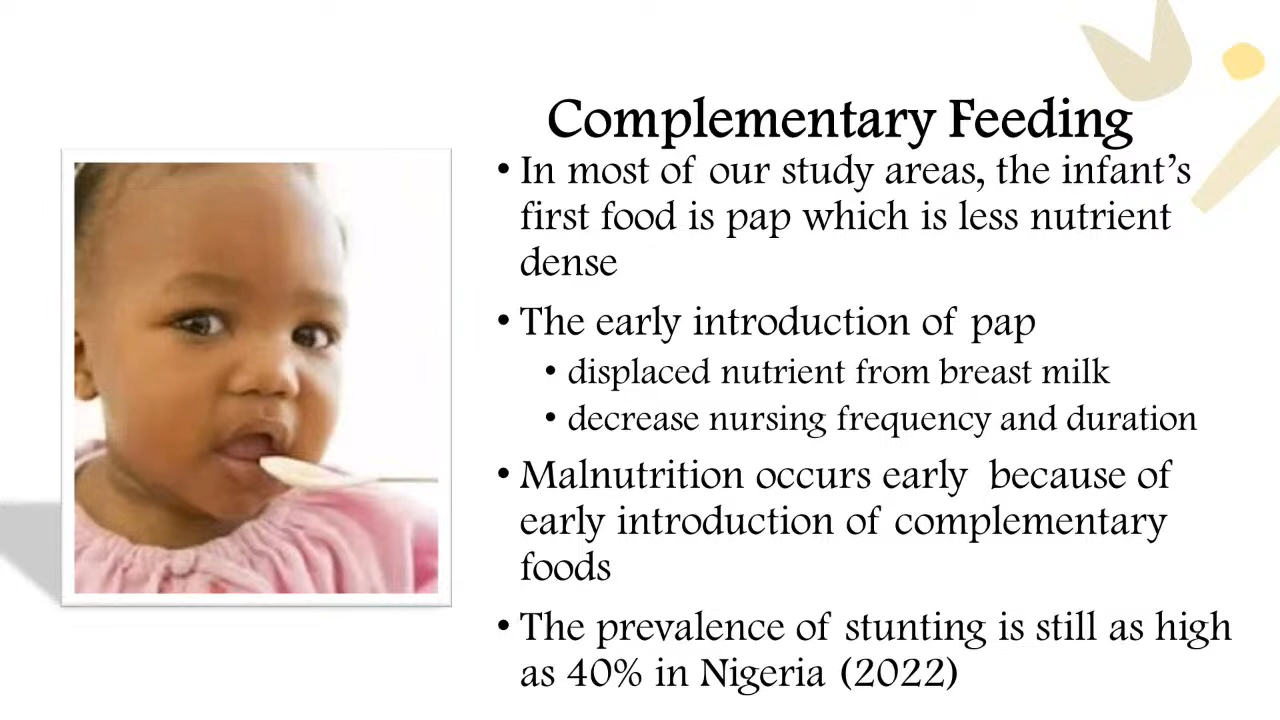 Complementary Feeding
• In most of our study areas, the infant’s
first food is pap which is less nutrient
dense
• The early introduction of pap
• displaced nutrient from breast milk
• decrease nursing frequency and duration
• Malnutrition occurs early because of
early introduction of complementary
foods
• The prevalence of stunting is still as high
as 40% in Nigeria (2022)